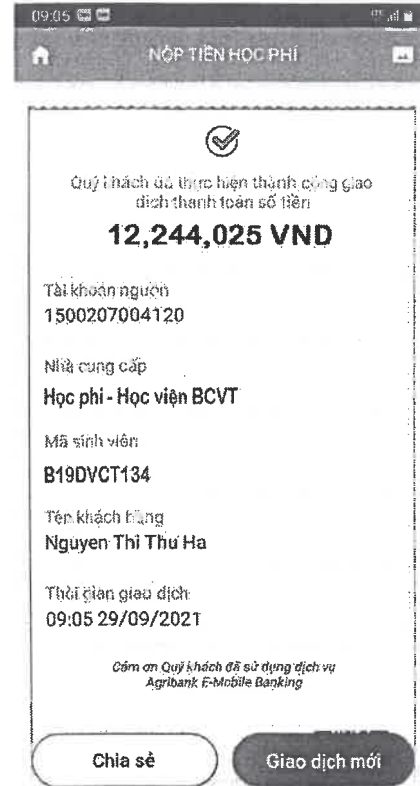 09:05
NỘP TIỀN HỌC PHÍ
Quý khách đã thực hiện thành công giao
dịch thanh toán số tiền
12,244,025 VND
Tài khoản nguồn
1500207004120
Nhà cung cấp
Học phí - Học viện BCVT
Mã sinh viên
B19DVCT134
Tên khách hàng
Nguyen Thi Thu Ha
Thời gian giao dịch
09:05 29/09/2021
Cảm ơn Quý khách đã sử dụng dịch vụ
Agribank E-Mobile Banking
Chia sẻ
Giao dịch mới